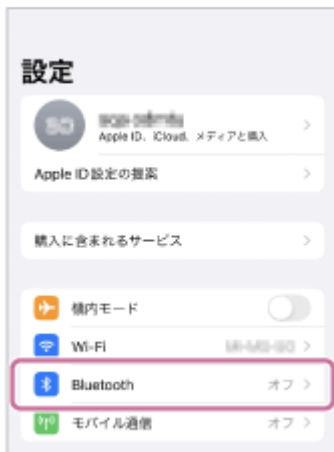 設定
SO
Apple ID、iCloud、メディアと購入
Apple ID設定の提案
購入に含まれるサービス
機内モード
Wi-Fi
Bluetooth オフ
モバイル通信 オフ